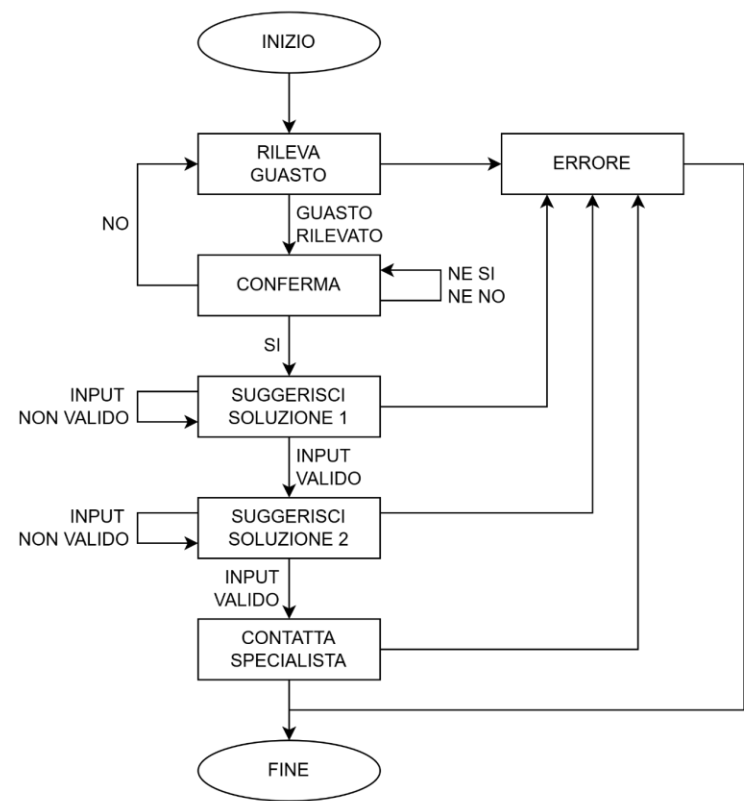 INIZIO
RILEVA
GUASTO
ERRORE
NO
GUASTO
RILEVATO
CONFERMA
NE SI
NE NO
SI
INPUT
NON VALIDO
SUGGERISCI
SOLUZIONE 1
INPUT
VALIDO
INPUT
NON VALIDO
SUGGERISCI
SOLUZIONE 2
INPUT
VALIDO
CONTATTA
SPECIALISTA
FINE